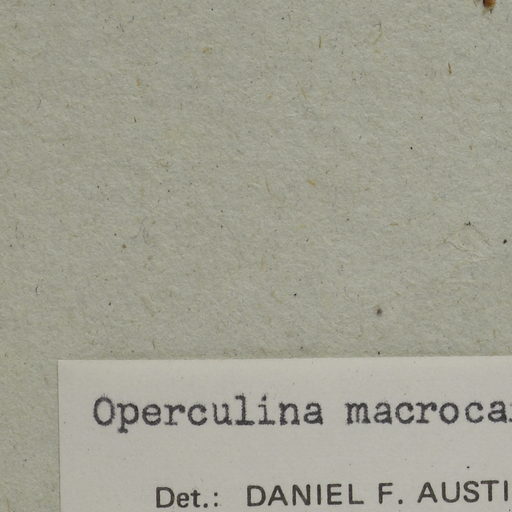 Operculina macroca
Det.: DANIEL F. AUSTI